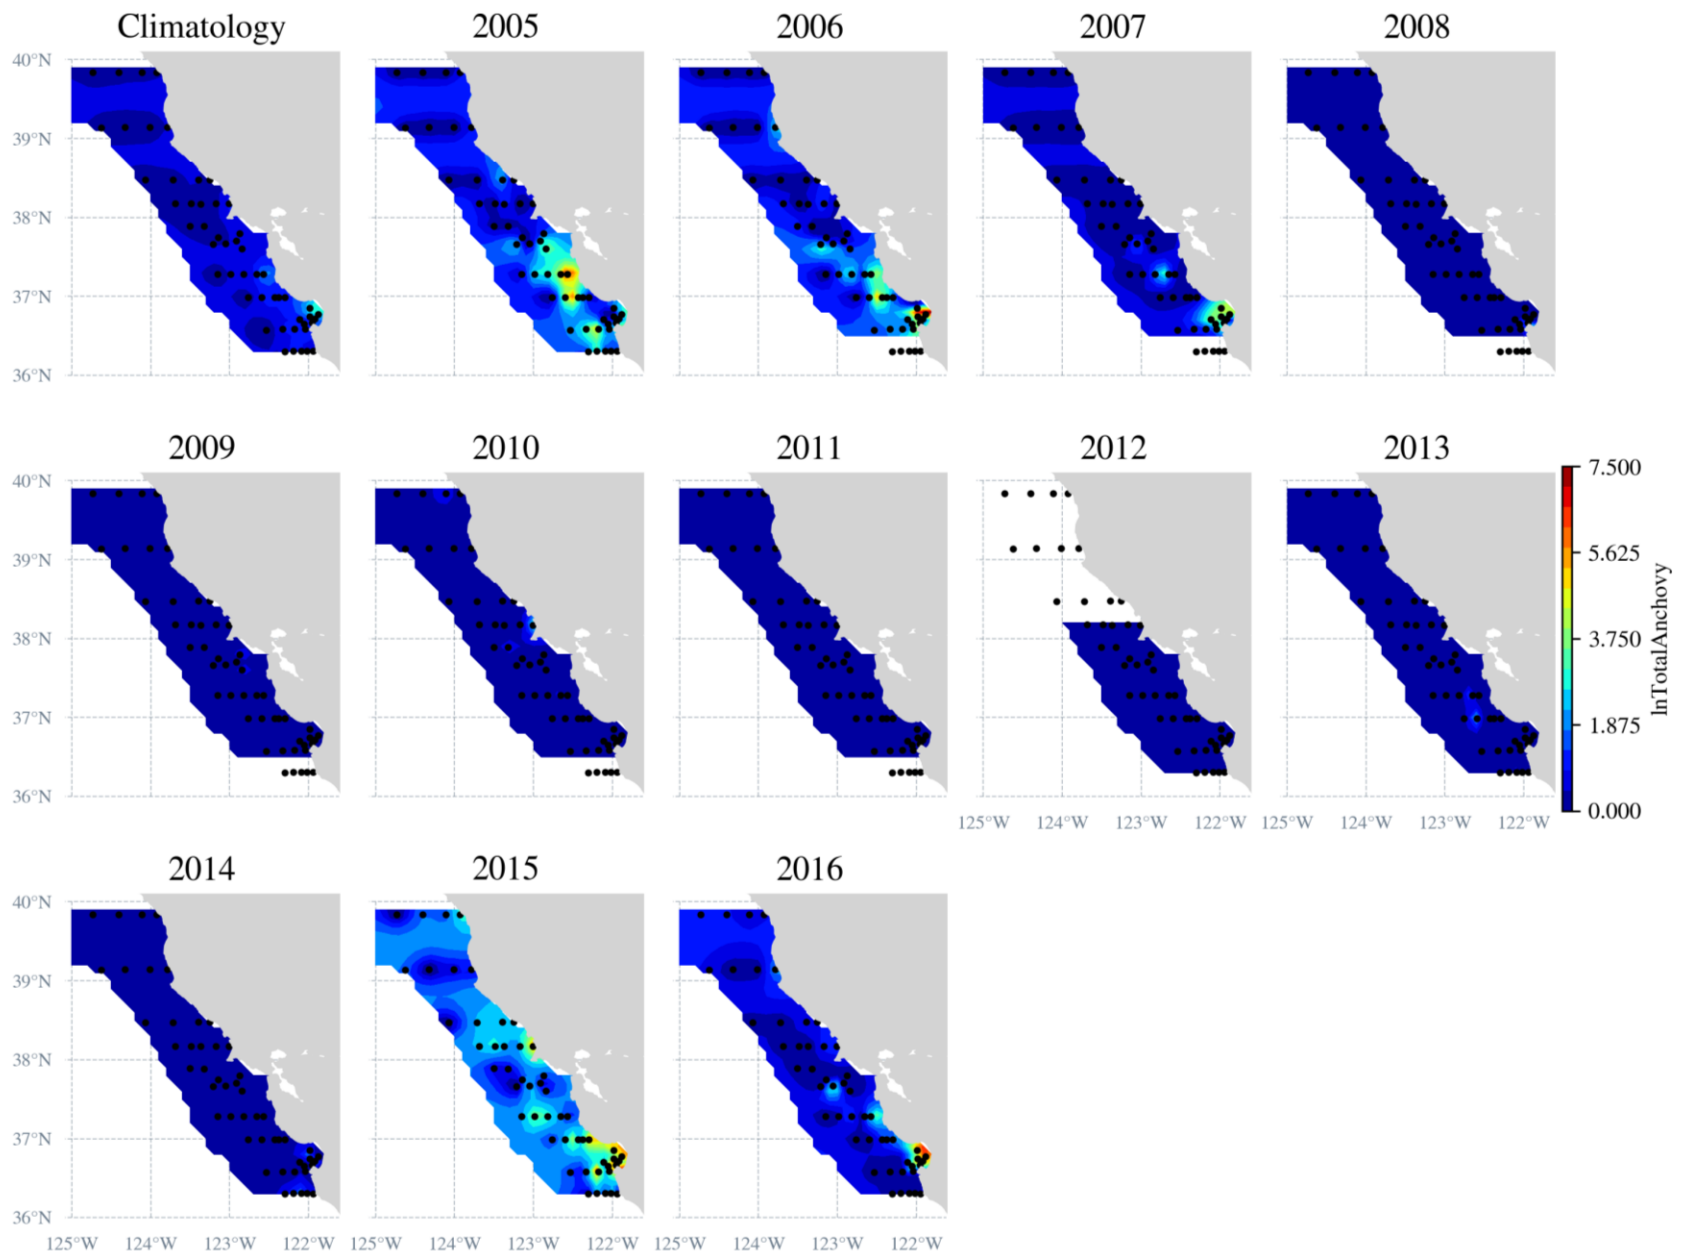 Climatology 2005 2006 2007 2008
40°N
39°N
38°N
37°N
36°N
2009 2010 2011 2012 2013
40°N
39°N
38°N
37°N
36°N
125°W 124°W 123°W 122°W 125°W 124°W 123°W 122°W
7.500
5.625
3.750
1.875
0.000
lnTotalAnchovy
2014 2015 2016
40°N
39°N
38°N
37°N
36°N
125°W 124°W 123°W 122°W 125°W 124°W 123°W 122°W 125°W 124°W 123°W 122°W